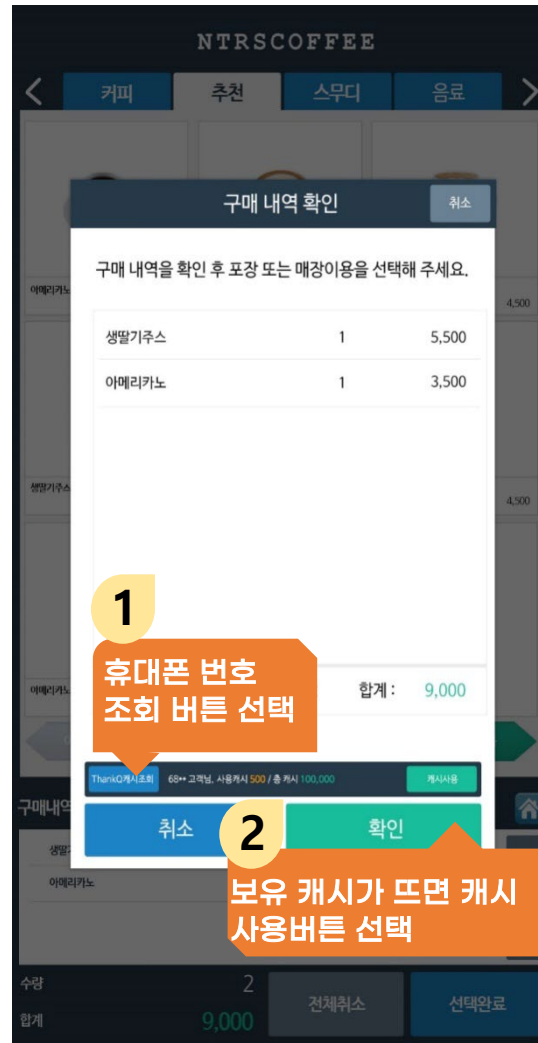 NTRSCOFFEE
커피 추천 스무디 음료
구매 내역 확인 취소
구매 내역을 확인 후 포장 또는 매장이용을 선택해 주세요.
아메리카노 4,500
생딸기주스 1 5,500
아메리카노 1 3,500
생딸기주스 4,500
1
휴대폰 번호
조회 버튼 선택
합계 : 9,000
아메리카노
ThankQ캐시조회 68** 고객님, 사용캐시 500 / 총 캐시 100,000 캐시사용
구매내역
취소 확인
2
생딸
아메리카노
보유 캐시가 뜨면 캐시
사용버튼 선택
수량 2
합계 9,000
전체취소 선택완료